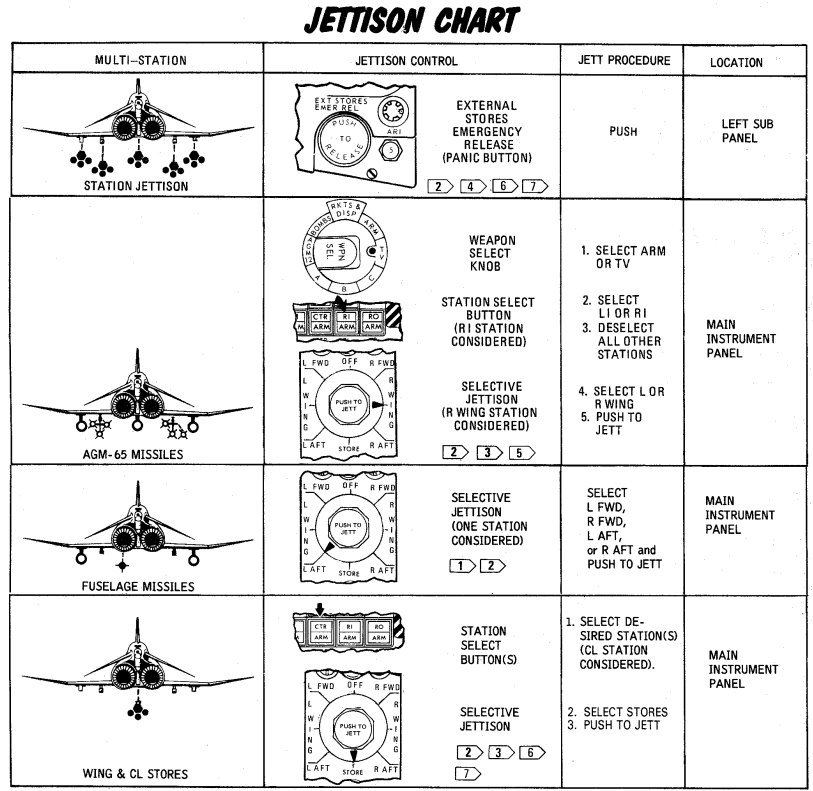 JETTISON CHART
MULTI-STATION
JETTISON CONTROL
JETT PROCEDURE
LOCATION
STATION JETTISON
EXT STORES
EMER REL
PUSH
TO
RELEASE
ARI
S
EXTERNAL
STORES
EMERGENCY
RELEASE
(PANIC BUTTON)
2 4 6 7
PUSH
LEFT SUB
PANEL
AGM-65 MISSILES
RKTS &
DISP
BOMBS
ARM
TV
A
B
C
WPN
SEL
WEAPON
SELECT
KNOB
1. SELECT ARM
OR TV
M
CTR
ARM
RI
ARM
RO
ARM
STATION SELECT
BUTTON
(RI STATION
CONSIDERED)
2. SELECT
LI OR RI
3. DESELECT
ALL OTHER
STATIONS
L FWD
OFF
R FWD
L WING
PUSH TO
JETT
R WING
L AFT
STORE
R AFT
SELECTIVE
JETTISON
(R WING STATION
CONSIDERED)
2 3 5
4. SELECT L OR
R WING
5. PUSH TO
JETT
MAIN
INSTRUMENT
PANEL
FUSELAGE MISSILES
L FWD
OFF
R FWD
L WING
PUSH TO
JETT
R WING
L AFT
STORE
R AFT
SELECTIVE
JETTISON
(ONE STATION
CONSIDERED)
1 2
SELECT
L FWD,
R FWD,
L AFT,
or R AFT and
PUSH TO JETT
MAIN
INSTRUMENT
PANEL
WING & CL STORES
CTR
ARM
RI
ARM
RO
ARM
STATION
SELECT
BUTTON(S)
1. SELECT DE-
SIRED STATION(S)
(CL STATION
CONSIDERED).
L FWD
OFF
R FWD
L WING
PUSH TO
JETT
R WING
L AFT
STORE
R AFT
SELECTIVE
JETTISON
2 3 6
7
2. SELECT STORES
3. PUSH TO JETT
MAIN
INSTRUMENT
PANEL